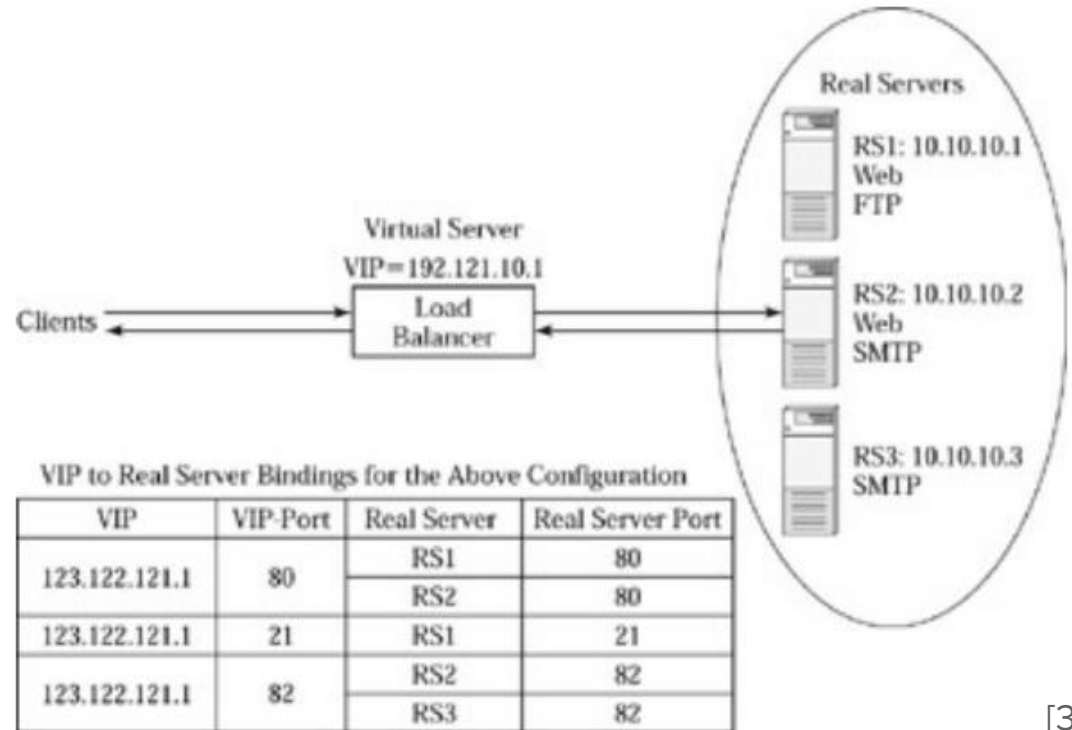 Real Servers
RS1: 10.10.10.1
Web
FTP
Virtual Server
VIP=192.121.10.1
Load
Balancer
Clients
RS2: 10.10.10.2
Web
SMTP
RS3: 10.10.10.3
SMTP
VIP to Real Server Bindings for the Above Configuration
VIP VIP-Port Real Server Real Server Port
123.122.121.1 80 RS1 80
RS2 80
123.122.121.1 21 RS1 21
123.122.121.1 82 RS2 82
RS3 82
[3